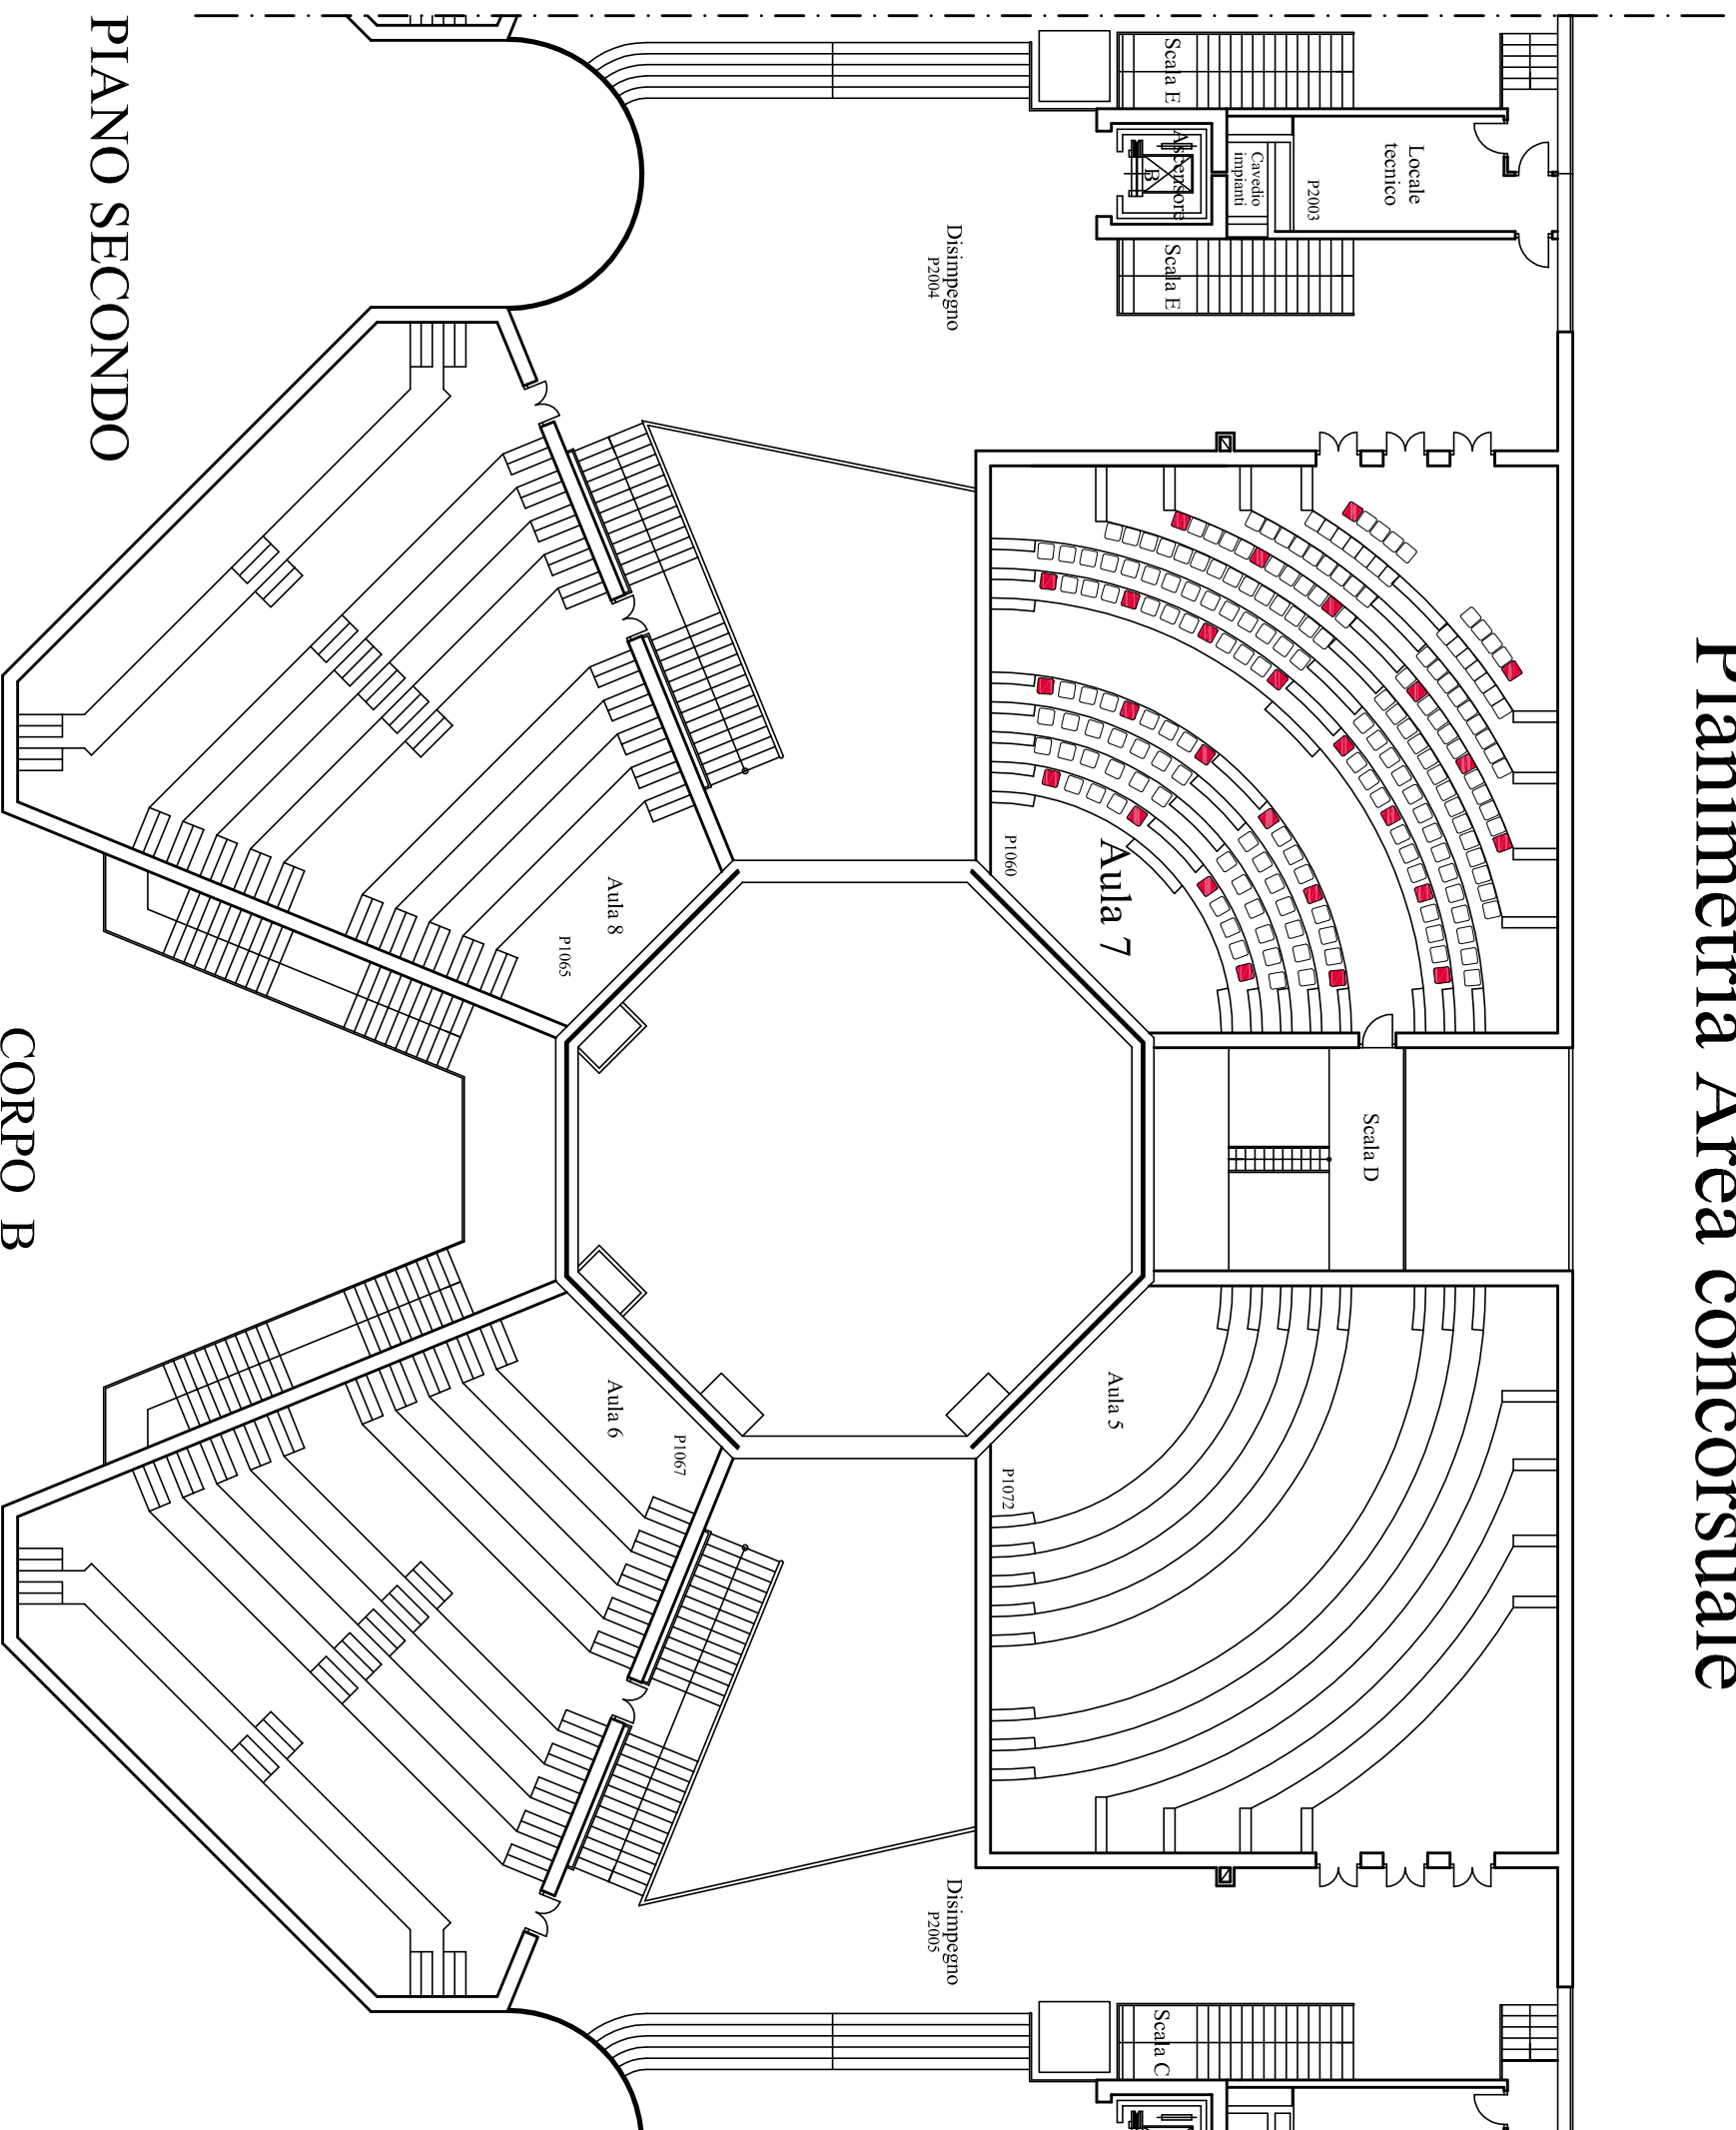 Planimetria Area concorsuale
Scala E
Locale
tecnico
P2003
Cavedio
impianti
Ascensore
B
Scala E
Disimpegno
P2004
PIANO SECONDO
Aula 7
P1060
Aula 8
P1065
Scala D
CORPO B
Aula 5
P1072
Aula 6
P1067
Disimpegno
P2005
Scala C